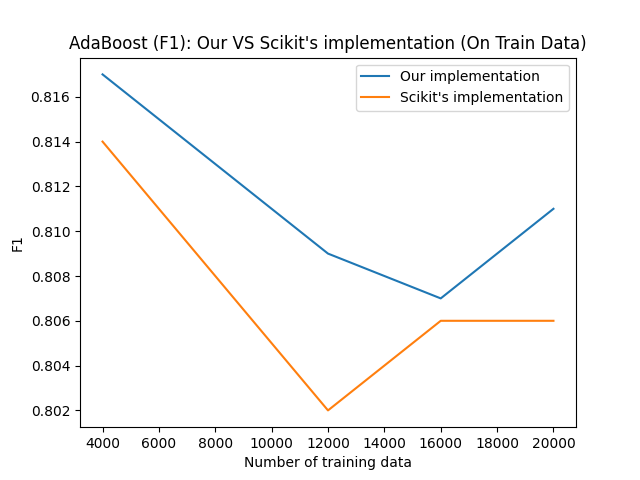 AdaBoost (F1): Our VS Scikit's implementation (On Train Data)
Our implementation
Scikit's implementation
0.816
0.814
0.812
0.810
0.808
0.806
0.804
0.802
F1
4000 6000 8000 10000 12000 14000 16000 18000 20000
Number of training data